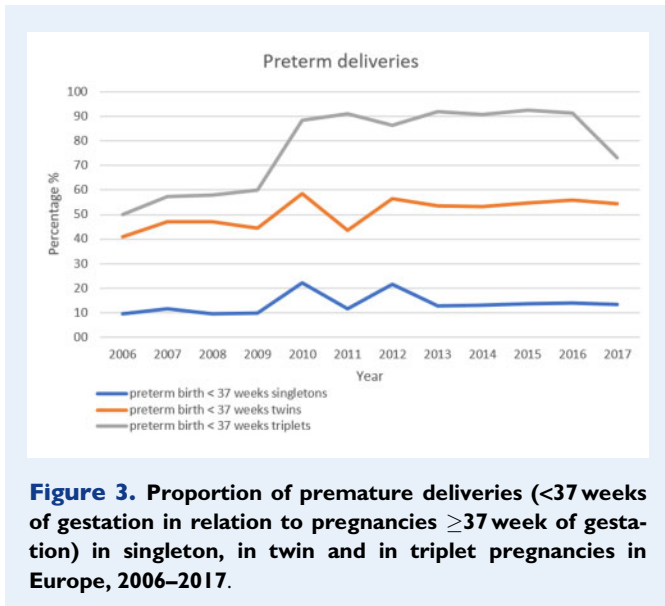 Preterm deliveries
100
90
80
70
60
50
40
30
20
10
00
Percentage %
2006 2007 2008 2009 2010 2011 2012 2013 2014 2015 2016 2017
Year
preterm birth < 37 weeks singletons
preterm birth < 37 weeks twins
preterm birth < 37 weeks triplets
Figure 3. Proportion of premature deliveries (<37 weeks
of gestation in relation to pregnancies ≥37 week of gesta-
tion) in singleton, in twin and in triplet pregnancies in
Europe, 2006–2017.